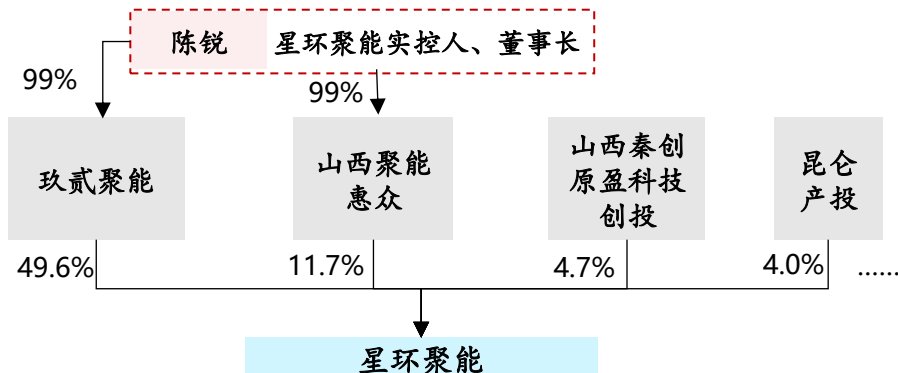 陈锐 星环聚能实控人、董事长
99%
99%
玖贰聚能
山西聚能
惠众
山西秦创
原盈科技
创投
昆仑
产投
49.6%
11.7%
4.7%
4.0%
......
星环聚能